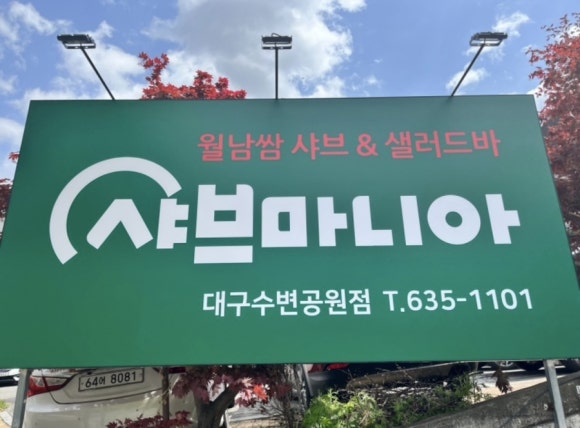 월남쌈 샤브 & 샐러드바
샤브마니아
대구수변공원점 T.635-1101
64어 8081